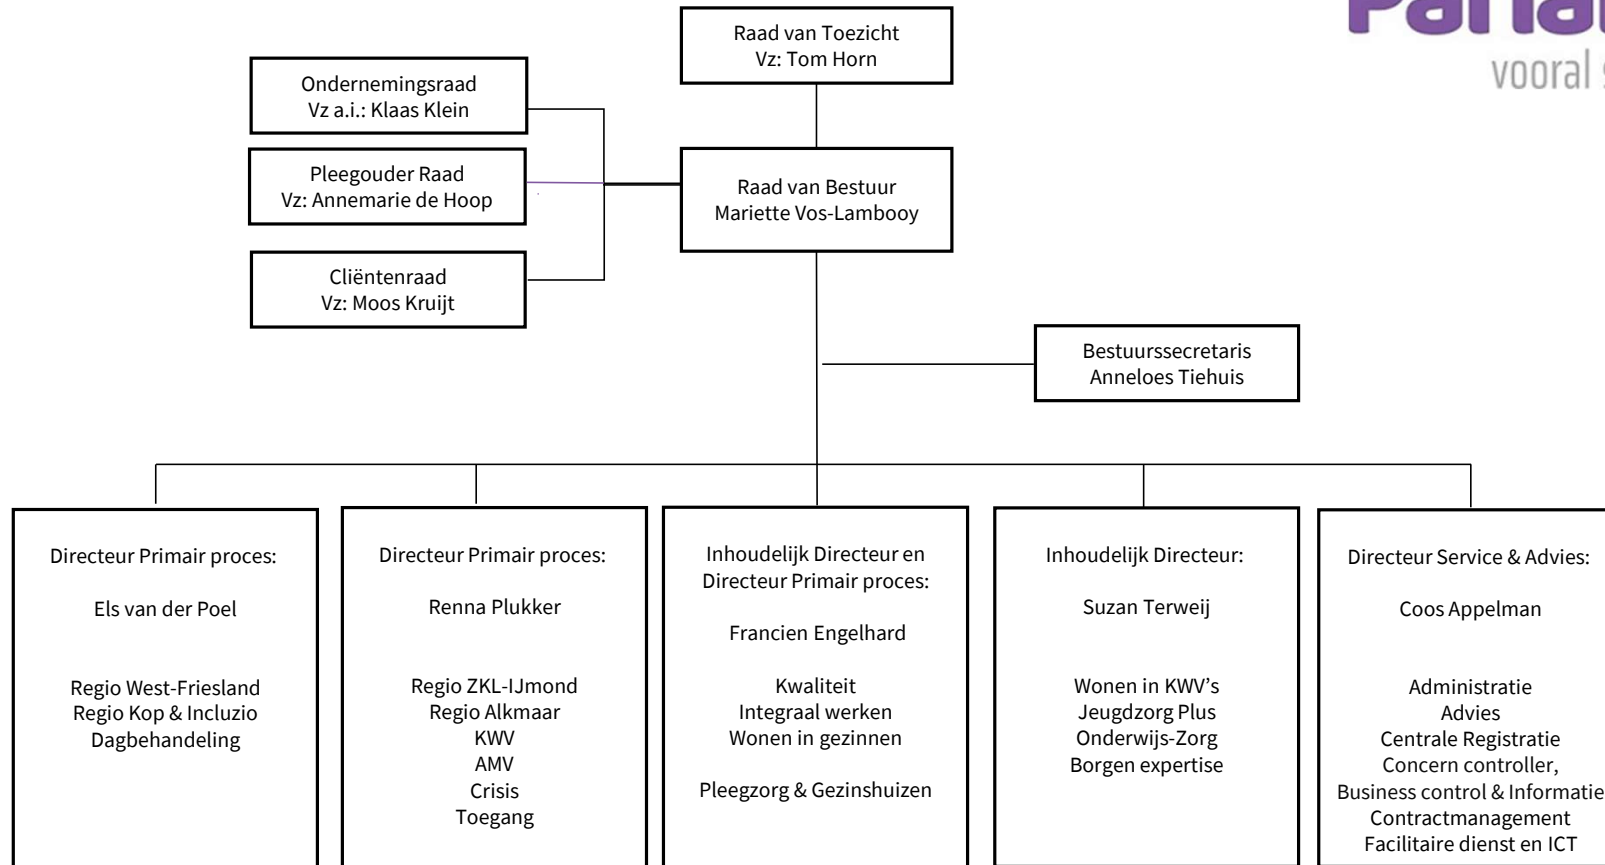 Raad van Toezicht
Vz: Tom Horn
vooral
Ondernemingsraad
Vz a.i.: Klaas Klein
Pleegouder Raad
Vz: Annemarie de Hoop
Cliëntenraad
Vz: Moos Kruijt
Raad van Bestuur
Mariette Vos-Lambooy
Bestuurssecretaris
Anneloes Tiehuis
Directeur Primair proces:
Els van der Poel
Regio West-Friesland
Regio Kop & Incluzio
Dagbehandeling
Directeur Primair proces:
Renna Plukker
Regio ZKL-IJmond
Regio Alkmaar
KWV
AMV
Crisis
Toegang
Inhoudelijk Directeur en
Directeur Primair proces:
Francien Engelhard
Kwaliteit
Integraal werken
Wonen in gezinnen
Pleegzorg & Gezinshuizen
Inhoudelijk Directeur:
Suzan Terweij
Wonen in KWV’s
Jeugdzorg Plus
Onderwijs-Zorg
Borgen expertise
Directeur Service & Advies:
Coos Appelman
Administratie
Advies
Centrale Registratie
Concern controller,
Business control & Informatie
Contractmanagement
Facilitaire dienst en ICT